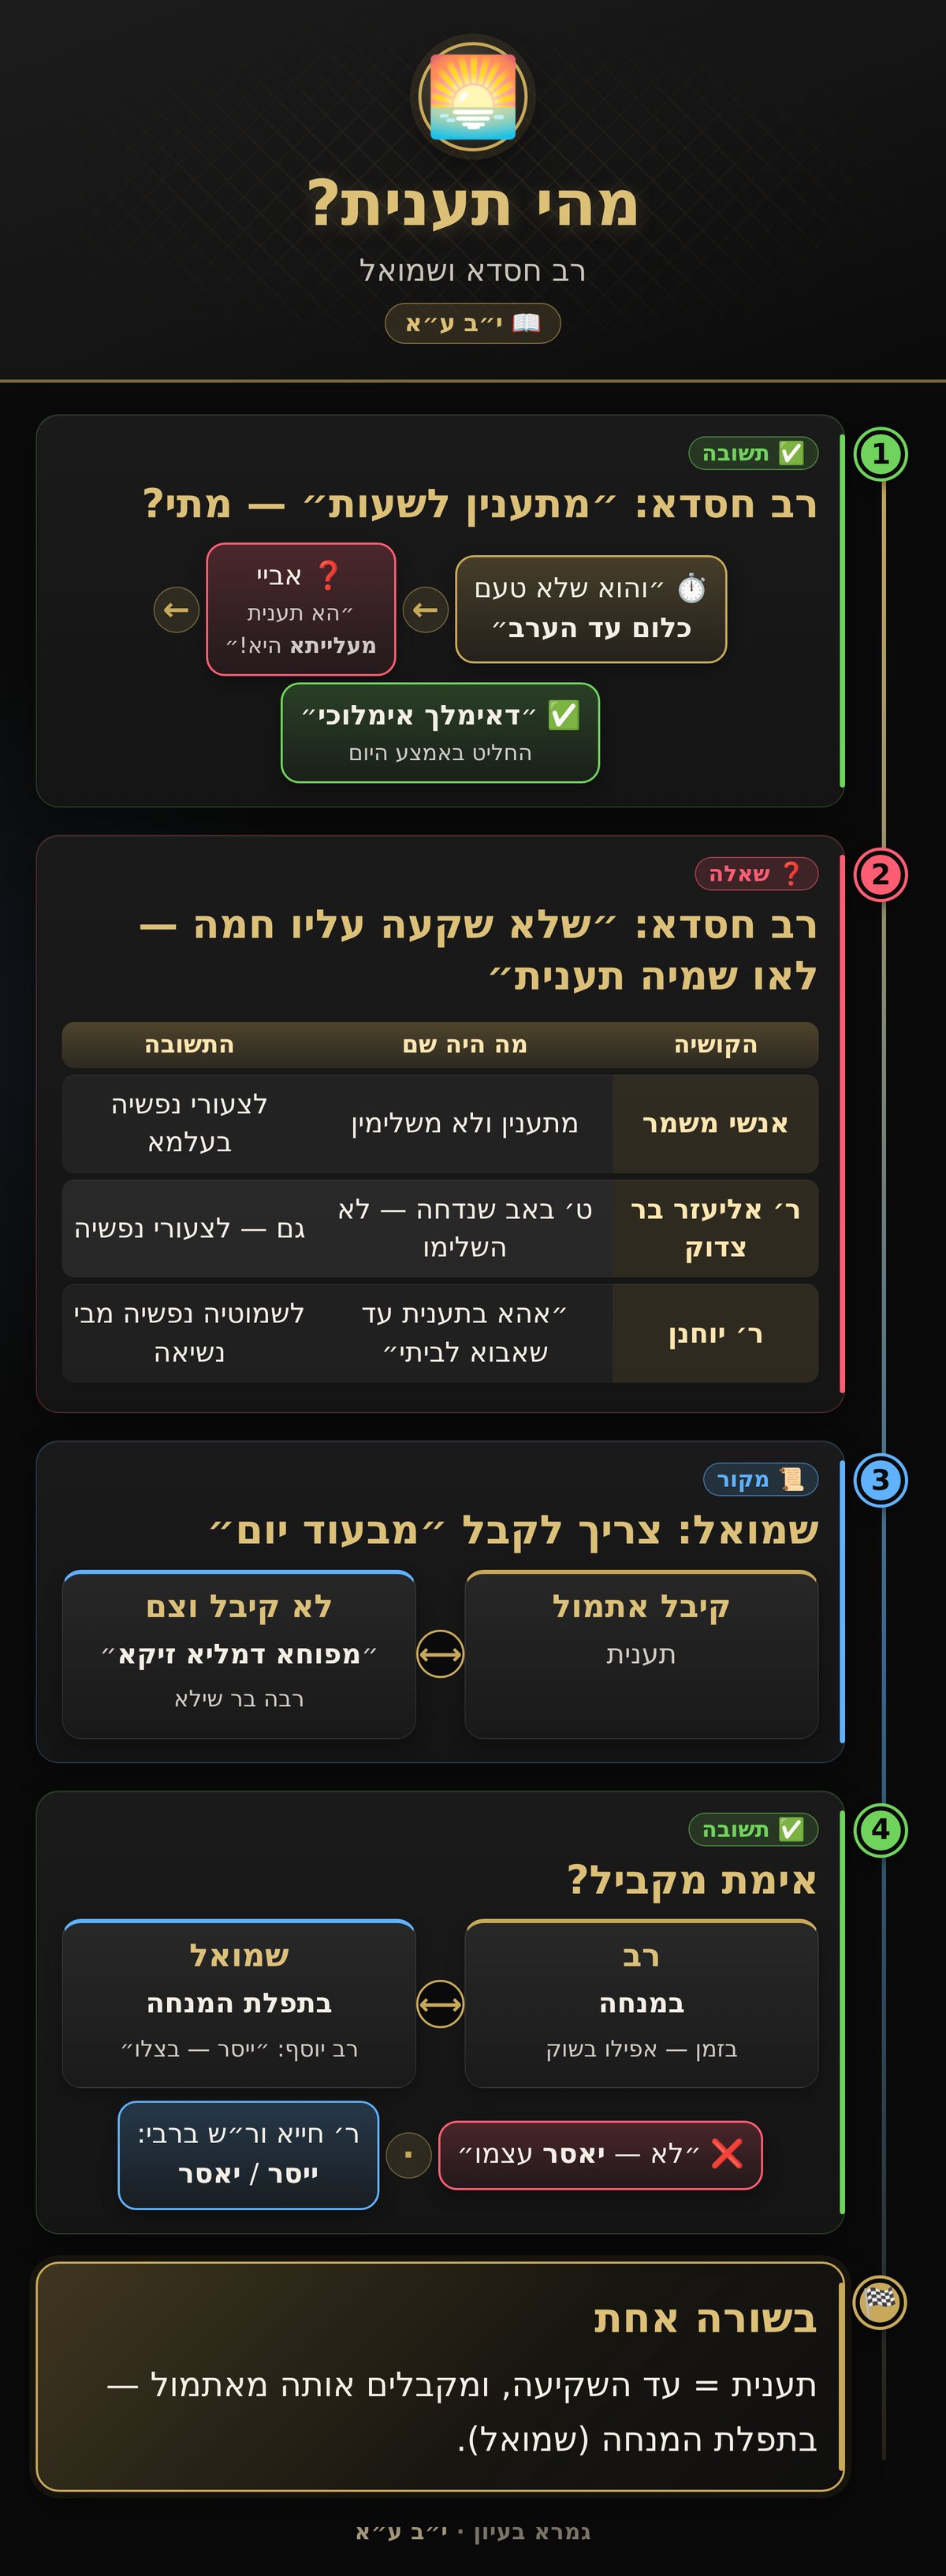 מהי תענית?
רב חסדא ושמואל
📖 י״ב ע״א
1
✅ תשובה
רב חסדא: ״מתענין לשעות״ — מתי?
⏱️ ״והוא שלא טעם
כלום עד הערב״
←
❓ אביי
״הא תענית
מעלייתא היא!״
←
✅ ״דאימלך אימלוכי״
החליט באמצע היום
2
❓ שאלה
רב חסדא: ״שלא שקעה עליו חמה —
לאו שמיה תענית״
הקושיה מה היה שם התשובה
אנשי משמר
מתענין ולא משלימין
לצעורי נפשיה
בעלמא
ר׳ אליעזר בר
צדוק
ט׳ באב שנדחה — לא
השלימו
גם — לצעורי נפשיה
ר׳ יוחנן
״אהא בתענית עד
שאבוא לביתי״
לשמוטיה נפשיה מבי
נשיאה
3
📜 מקור
שמואל: צריך לקבל ״מבעוד יום״
קיבל אתמול
תענית
⟷
לא קיבל וצם
״מפוחא דמליא זיקא״
רבה בר שילא
4
✅ תשובה
אימת מקביל?
רב
במנחה
בזמן — אפילו בשוק
⟷
שמואל
בתפלת המנחה
רב יוסף: ״ייסר — בצלו״
❌ ״לא — יאסר עצמו״
·
ר׳ חייא ור״ש ברבי:
ייסר / יאסר
🏁
בשורה אחת
תענית = עד השקיעה, ומקבלים אותה מאתמול —
בתפלת המנחה (שמואל).
גמרא בעיון · י״ב ע״א